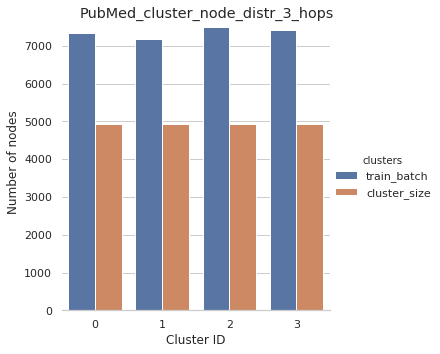 PubMed_cluster_node_distr_3_hops
7000
6000
5000
4000
3000
2000
1000
0
Number of nodes
0 1 2 3
Cluster ID
clusters
train_batch
cluster_size